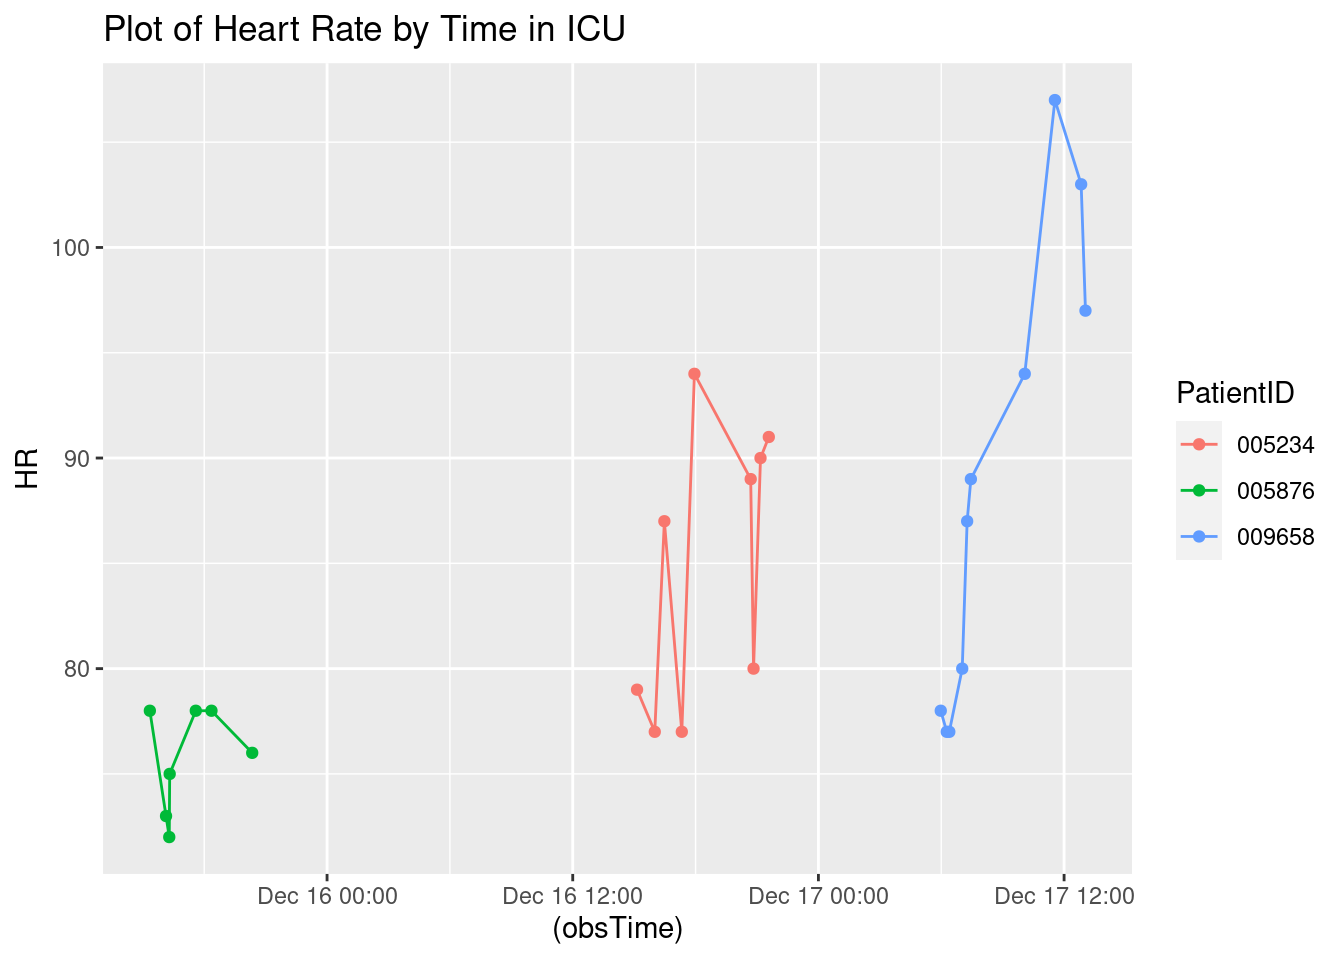 Plot of Heart Rate by Time in ICU
HR
100
90
80
Dec 16 00:00
Dec 16 12:00
Dec 17 00:00
Dec 17 12:00
(obsTime)
PatientID
005234
005876
009658